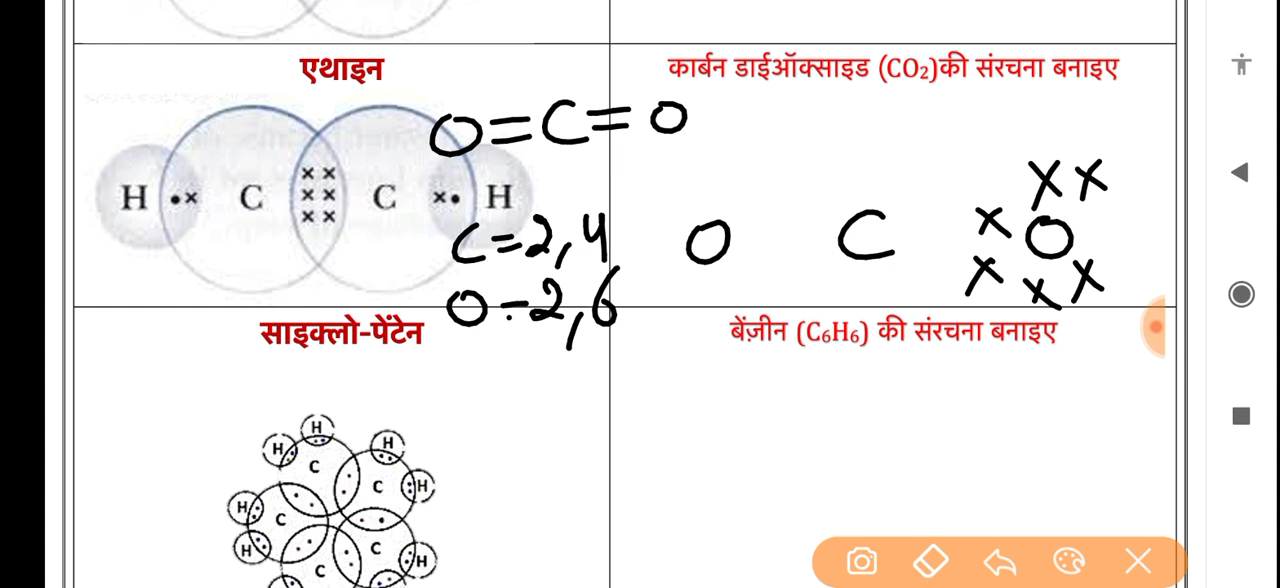 एथाइन
कार्बन डाईऑक्साइड (CO₂)की संरचना बनाइए
O=C=O
H •x C x x C x• H
x x
x x
C=2,4
O=2,6
O C O
x x
x
x x x
साइक्लो-पेंटेन
बेंज़ीन (C₆H₆) की संरचना बनाइए
H
H
H
C
C
H
H
C
H
C
H
C